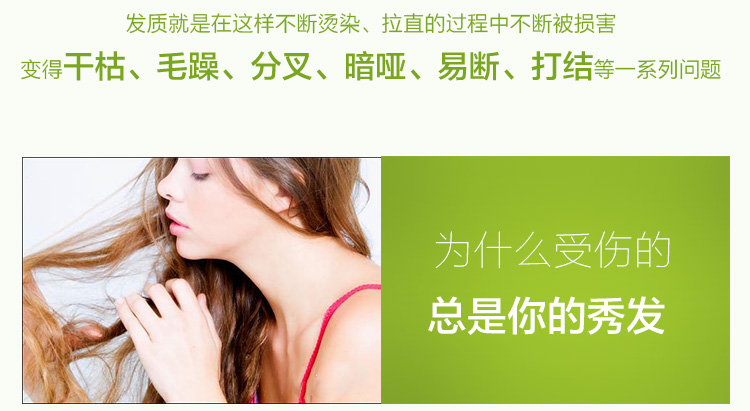 发质就是在这样不断烫染、拉直的过程中不断被损害
变得干枯、毛躁、分叉、暗哑、易断、打结等一系列问题
为什么受伤的
总是你的秀发